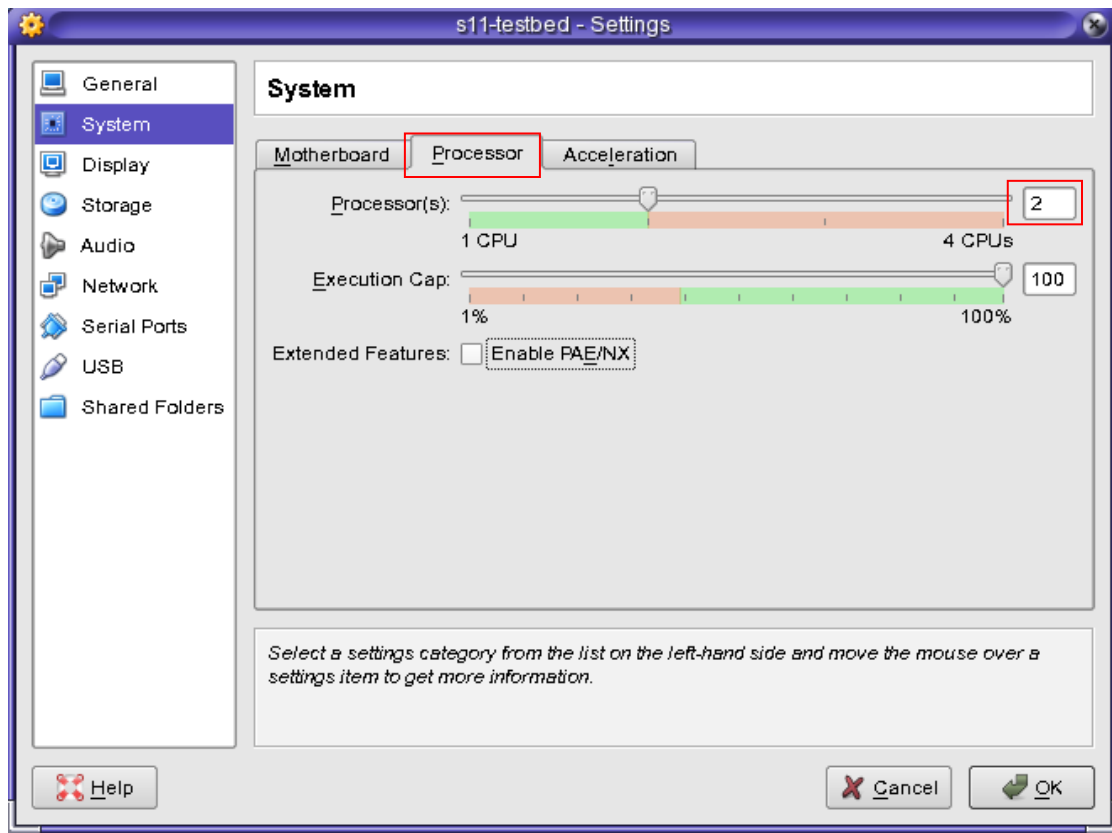 s11-testbed - Settings
General
System
Display
Storage
Audio
Network
Serial Ports
USB
Shared Folders
System
Motherboard Processor Acceleration
Processor(s): 2
1 CPU 4 CPUs
Execution Cap: 100
1% 100%
Extended Features: Enable PAE/NX
Select a settings category from the list on the left-hand side and move the mouse over a
settings item to get more information.
Help Cancel OK